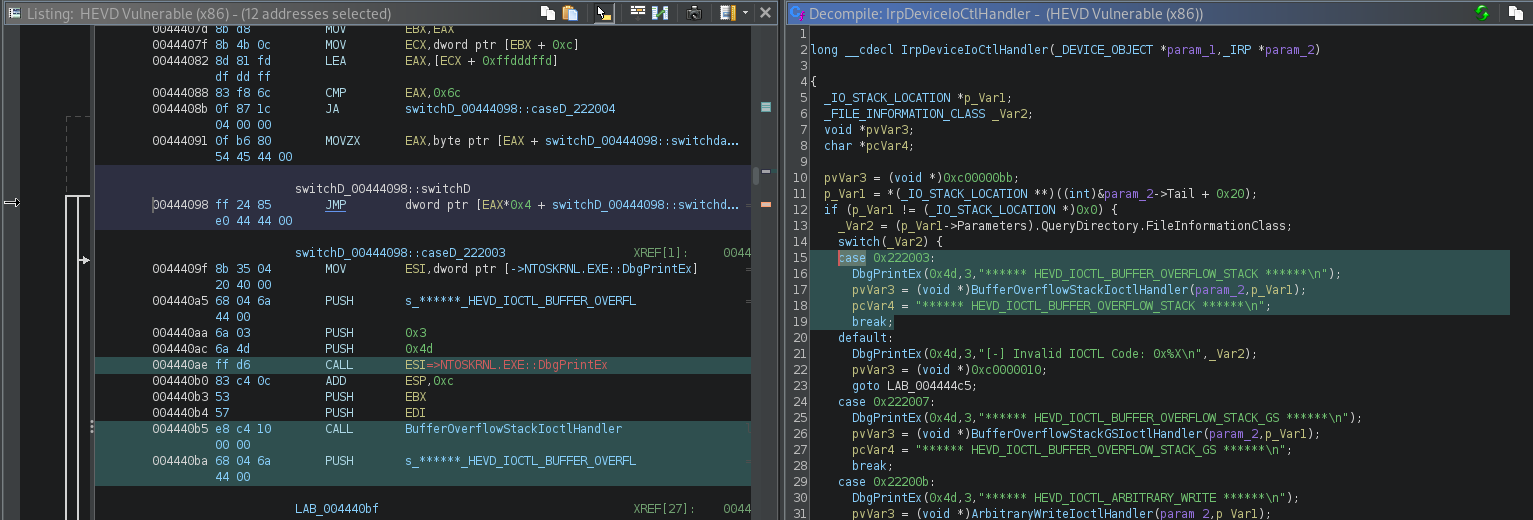 Listing: HEVD Vulnerable (x86) - (12 addresses selected)
0044407d 8b d8 MOV EBX,EAX
0044407f 8b 4b 0c MOV ECX,dword ptr [EBX + 0xc]
00444082 8d 81 fd LEA EAX,[ECX + 0xffdddffd]
df dd ff
00444088 83 f8 6c CMP EAX,0x6c
0044408b 0f 87 1c JA switchD_00444098::caseD_222004
04 00 00
00444091 0f b6 80 MOVZX EAX,byte ptr [EAX + switchD_00444098::switchda...
54 45 44 00
switchD_00444098::switchD
00444098 ff 24 85 JMP dword ptr [EAX*0x4 + switchD_00444098::switchd...
e0 44 44 00
switchD_00444098::caseD_222003 XREF[1]: 0044
0044409f 8b 35 04 MOV ESI,dword ptr [->NTOSKRNL.EXE::DbgPrintEx]
20 40 00
004440a5 68 04 6a PUSH s_******_HEVD_IOCTL_BUFFER_OVERFL
44 00
004440aa 6a 03 PUSH 0x3
004440ac 6a 4d PUSH 0x4d
004440ae ff d6 CALL ESI=>NTOSKRNL.EXE::DbgPrintEx
004440b0 83 c4 0c ADD ESP,0xc
004440b3 53 PUSH EBX
004440b4 57 PUSH EDI
004440b5 e8 c4 10 CALL BufferOverflowStackIoctlHandler
00 00
004440ba 68 04 6a PUSH s_******_HEVD_IOCTL_BUFFER_OVERFL
44 00
LAB_004440bf XREF[27]: 0044
Decompile: IrpDeviceIoCtlHandler - (HEVD Vulnerable (x86))
1
2 long __cdecl IrpDeviceIoCtlHandler(_DEVICE_OBJECT *param_1,_IRP *param_2)
3
4 {
5 _IO_STACK_LOCATION *p_Var1;
6 _FILE_INFORMATION_CLASS _Var2;
7 void *pvVar3;
8 char *pcVar4;
9
10 pvVar3 = (void *)0xc00000bb;
11 p_Var1 = *(_IO_STACK_LOCATION **)((int)&param_2->Tail + 0x20);
12 if (p_Var1 != (_IO_STACK_LOCATION *)0x0) {
13 _Var2 = (p_Var1->Parameters).QueryDirectory.FileInformationClass;
14 switch(_Var2) {
15 case 0x222003:
16 DbgPrintEx(0x4d,3,"****** HEVD_IOCTL_BUFFER_OVERFLOW_STACK ******\n");
17 pvVar3 = (void *)BufferOverflowStackIoctlHandler(param_2,p_Var1);
18 pcVar4 = "****** HEVD_IOCTL_BUFFER_OVERFLOW_STACK ******\n";
19 break;
20 default:
21 DbgPrintEx(0x4d,3,"[-] Invalid IOCTL Code: 0x%X\n",_Var2);
22 pvVar3 = (void *)0xc0000010;
23 goto LAB_004444c5;
24 case 0x222007:
25 DbgPrintEx(0x4d,3,"****** HEVD_IOCTL_BUFFER_OVERFLOW_STACK_GS ******\n");
26 pvVar3 = (void *)BufferOverflowStackGSIoctlHandler(param_2,p_Var1);
27 pcVar4 = "****** HEVD_IOCTL_BUFFER_OVERFLOW_STACK_GS ******\n";
28 break;
29 case 0x22200b:
30 DbgPrintEx(0x4d,3,"****** HEVD_IOCTL_ARBITRARY_WRITE ******\n");
31 pvVar3 = (void *)ArbitraryWriteIoctlHandler(param_2,p_Var1);